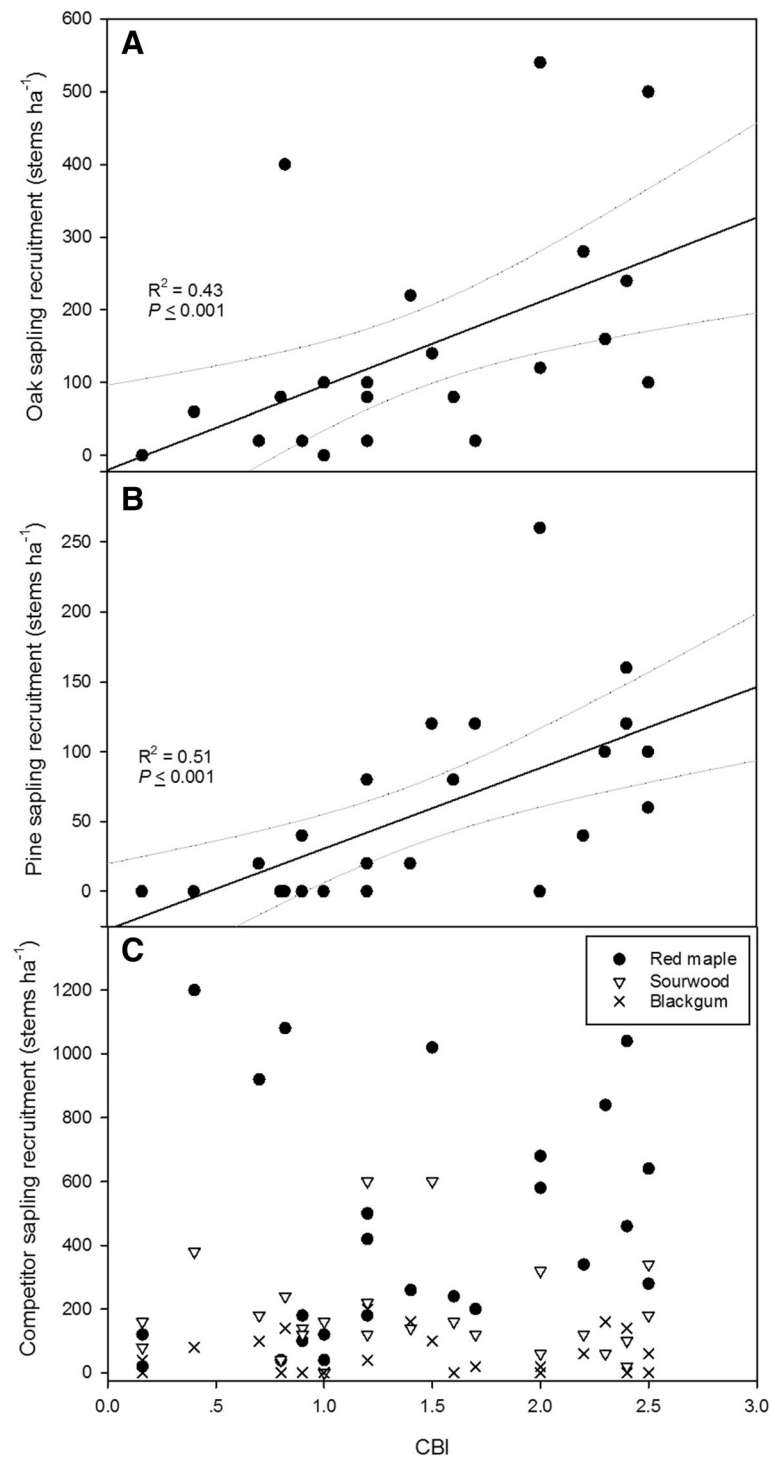 A
Oak sapling recruitment (stems ha⁻¹)
600
500
400
300
200
100
0
R² = 0.43
P ≤ 0.001
B
Pine sapling recruitment (stems ha⁻¹)
250
200
150
100
50
0
R² = 0.51
P ≤ 0.001
C
Competitor sapling recruitment (stems ha⁻¹)
1200
1000
800
600
400
200
0
Red maple
Sourwood
Blackgum
0.0 .5 1.0 1.5 2.0 2.5 3.0
CBI